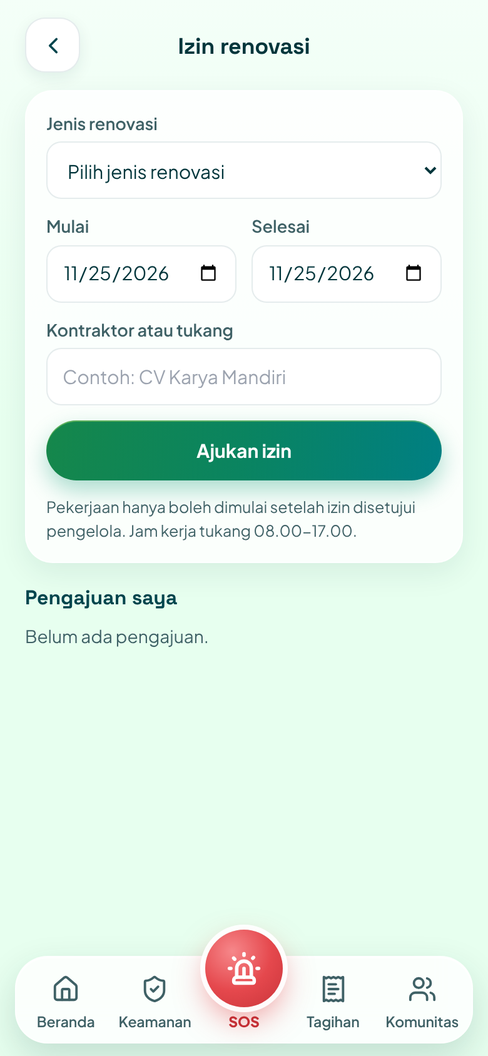 Izin renovasi
Jenis renovasi
Pilih jenis renovasi
Mulai
Selesai
11/25/2026
11/25/2026
Kontraktor atau tukang
Contoh: CV Karya Mandiri
Ajukan izin
Pekerjaan hanya boleh dimulai setelah izin disetujui
pengelola. Jam kerja tukang 08.00–17.00.
Pengajuan saya
Belum ada pengajuan.
Beranda
Keamanan
SOS
Tagihan
Komunitas